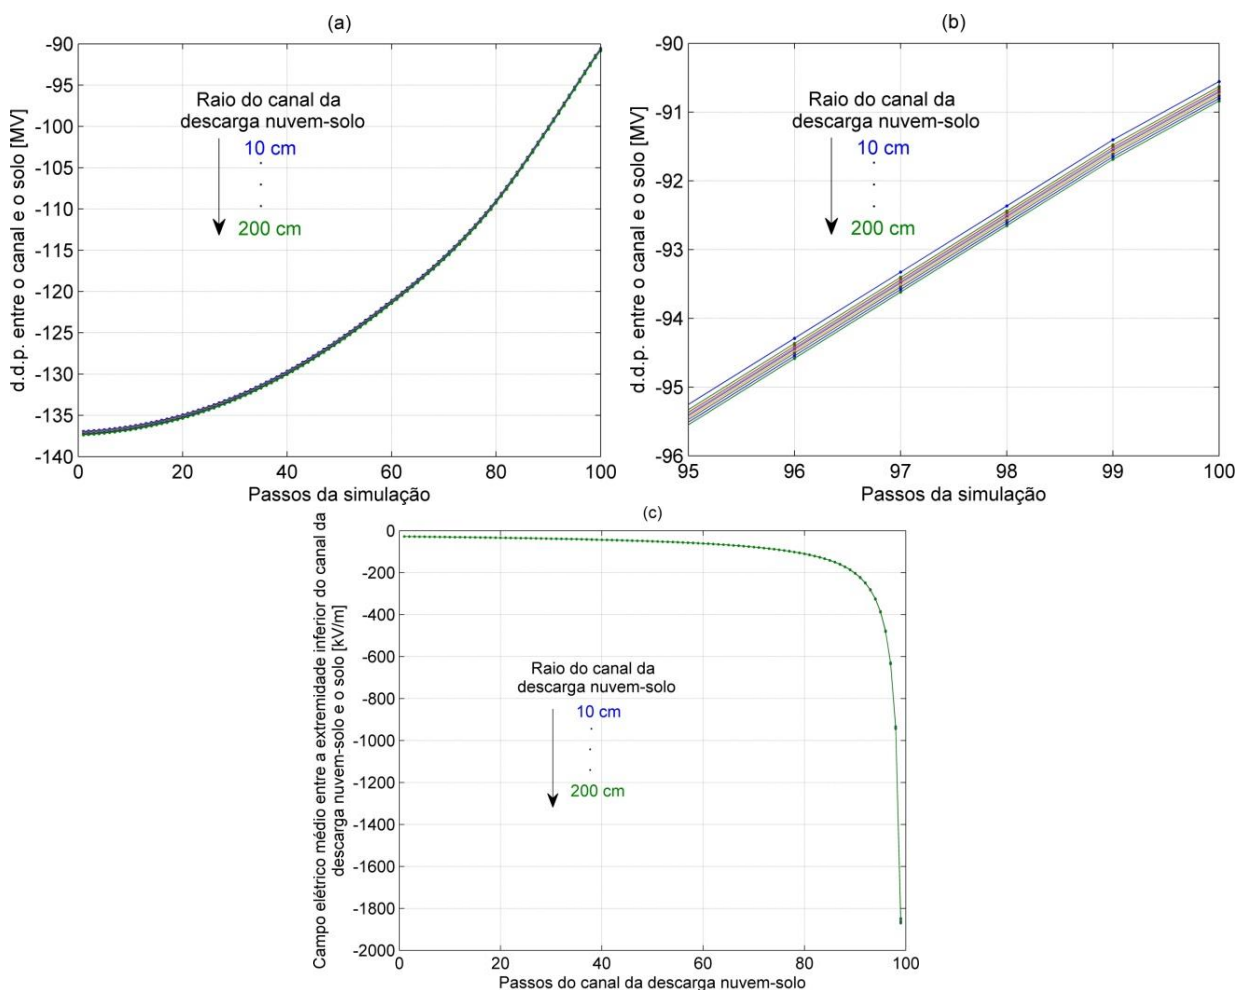 (a)
-90
-95
-100
-105
-110
-115
-120
-125
-130
-135
-140
0
20
40
60
80
100
d.d.p. entre o canal e o solo [MV]
Passos da simulação
Raio do canal da
descarga nuvem-solo
10 cm
200 cm
(b)
-90
-91
-92
-93
-94
-95
-96
95
96
97
98
99
100
d.d.p. entre o canal e o solo [MV]
Passos da simulação
Raio do canal da
descarga nuvem-solo
10 cm
200 cm
(c)
0
-200
-400
-600
-800
-1000
-1200
-1400
-1600
-1800
-2000
0
20
40
60
80
100
Campo elétrico médio entre a extremidade inferior do canal da
descarga nuvem-solo e o solo [kV/m]
Passos do canal da descarga nuvem-solo
Raio do canal da
descarga nuvem-solo
10 cm
200 cm